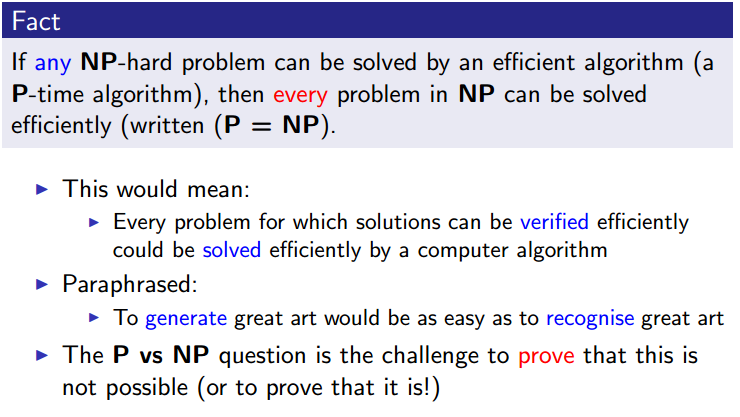 Fact
If any NP-hard problem can be solved by an efficient algorithm (a
P-time algorithm), then every problem in NP can be solved
efficiently (written (P = NP).
▶ This would mean:
▶ Every problem for which solutions can be verified efficiently
could be solved efficiently by a computer algorithm
▶ Paraphrased:
▶ To generate great art would be as easy as to recognise great art
▶ The P vs NP question is the challenge to prove that this is
not possible (or to prove that it is!)